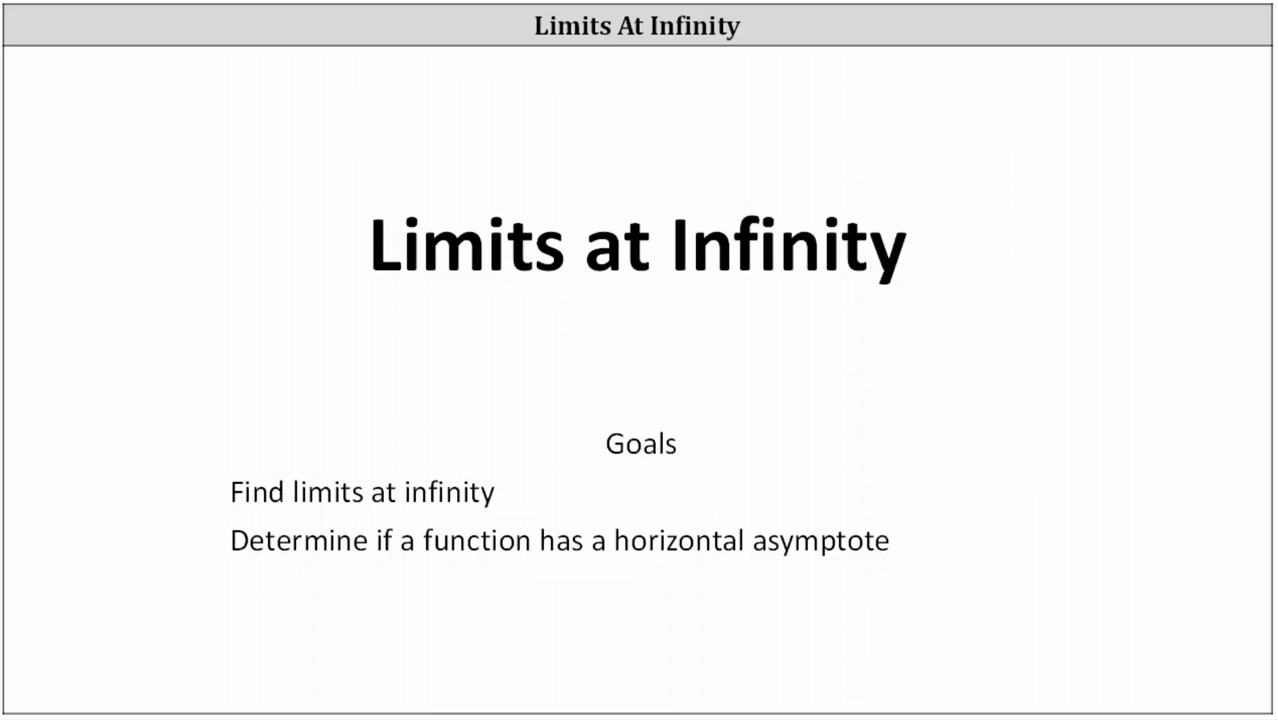 Limits At Infinity
Limits at Infinity
Goals
Find limits at infinity
Determine if a function has a horizontal asymptote